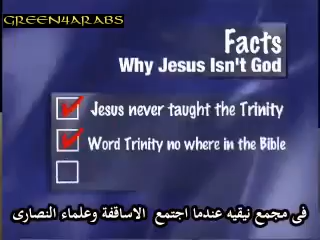 GREEN4ARABS
Facts
Why Jesus Isn't God
Jesus never taught the Trinity
Word Trinity no where in the Bible
فى مجمع نيقيه عندما اجتمع الاساقفة وعلماء النصارى